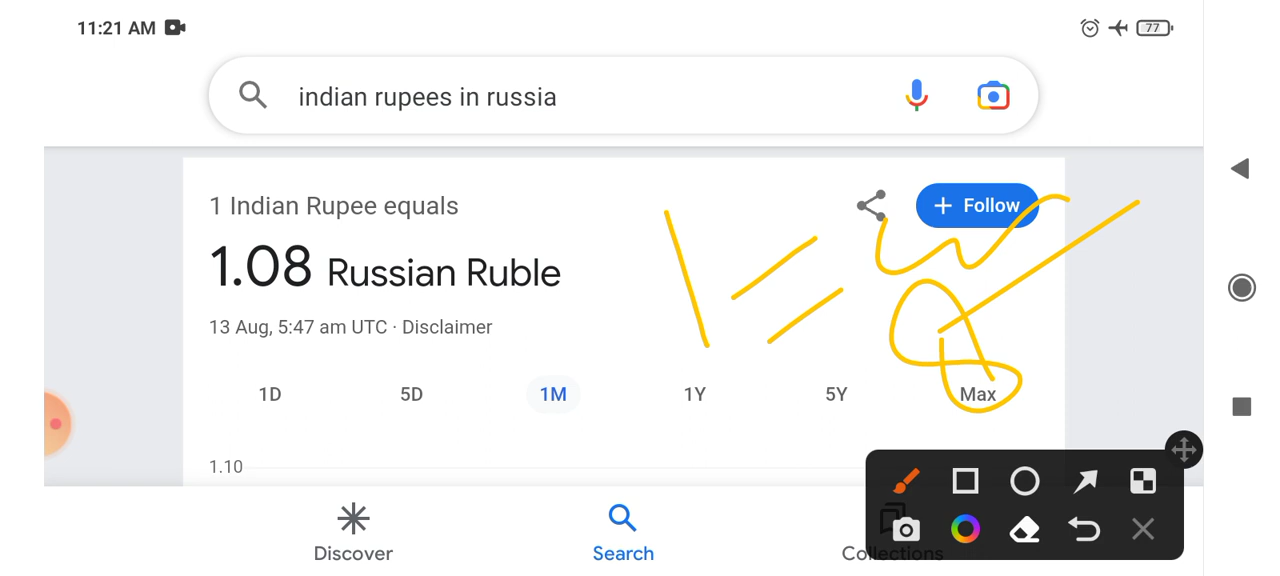 11:21 AM
77
indian rupees in russia
1 Indian Rupee equals
+ Follow
1.08 Russian Ruble
13 Aug, 5:47 am UTC · Disclaimer
1D 5D 1M 1Y 5Y Max
1.10
Discover Search Collections